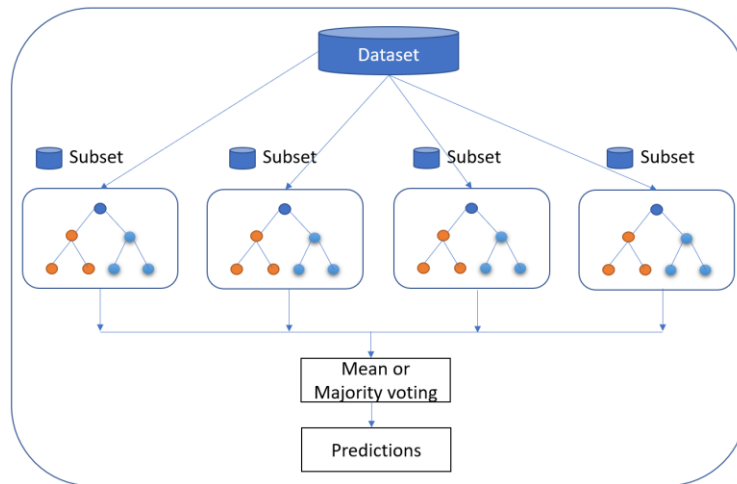 Dataset
Subset
Subset
Subset
Subset
Mean or
Majority voting
Predictions